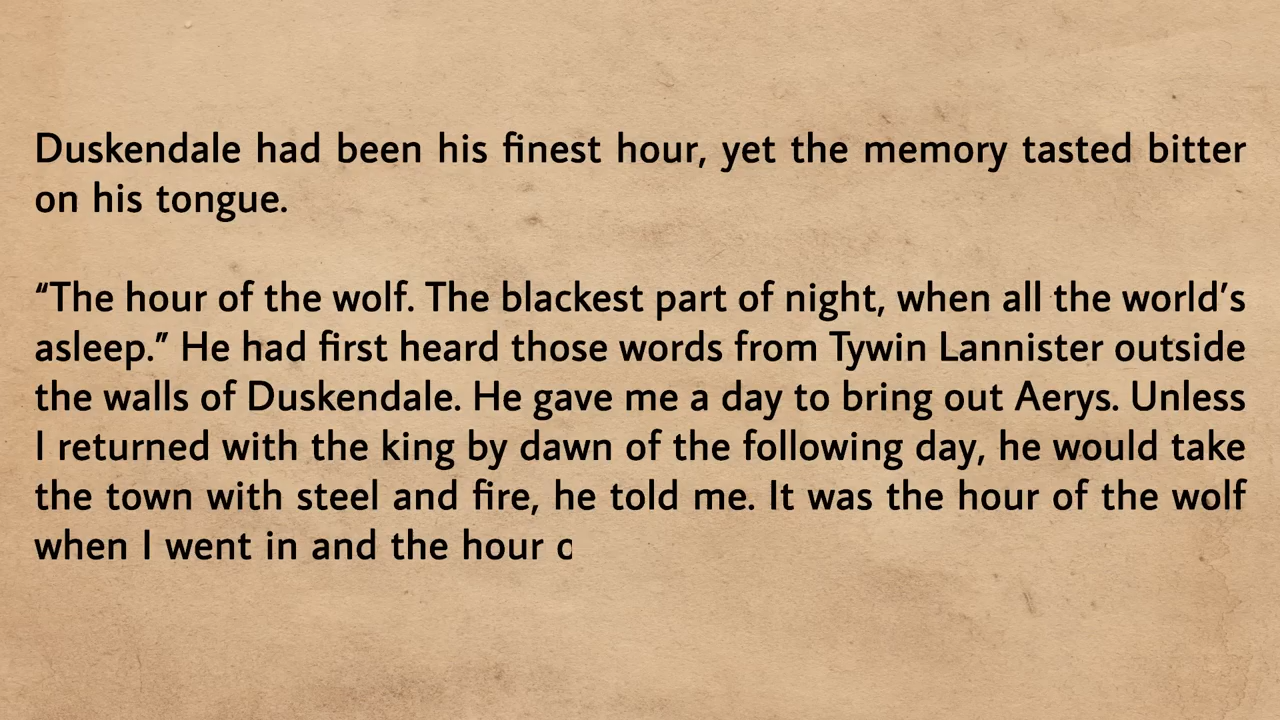 Duskendale had been his finest hour, yet the memory tasted bitter
on his tongue.
“The hour of the wolf. The blackest part of night, when all the world’s
asleep.” He had first heard those words from Tywin Lannister outside
the walls of Duskendale. He gave me a day to bring out Aerys. Unless
I returned with the king by dawn of the following day, he would take
the town with steel and fire, he told me. It was the hour of the wolf
when I went in and the hour